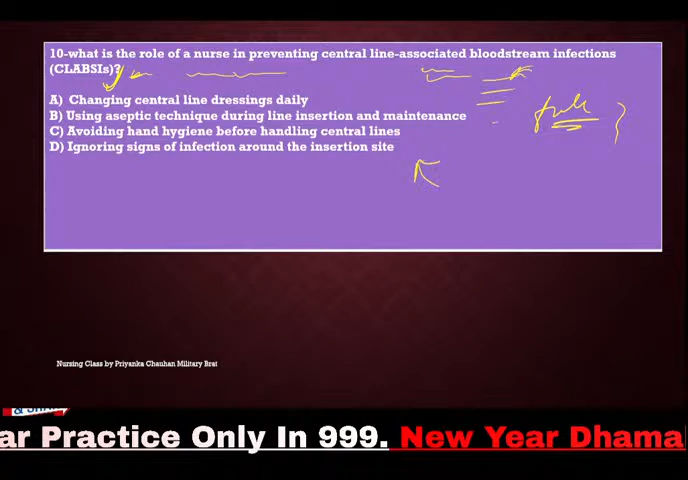 10-what is the role of a nurse in preventing central line-associated bloodstream infections
(CLABSIs)?
A) Changing central line dressings daily
B) Using aseptic technique during line insertion and maintenance
C) Avoiding hand hygiene before handling central lines
D) Ignoring signs of infection around the insertion site
Nursing Class by Priyanka Chauhan Military Brat
ar Practice Only In 999. New Year Dhama